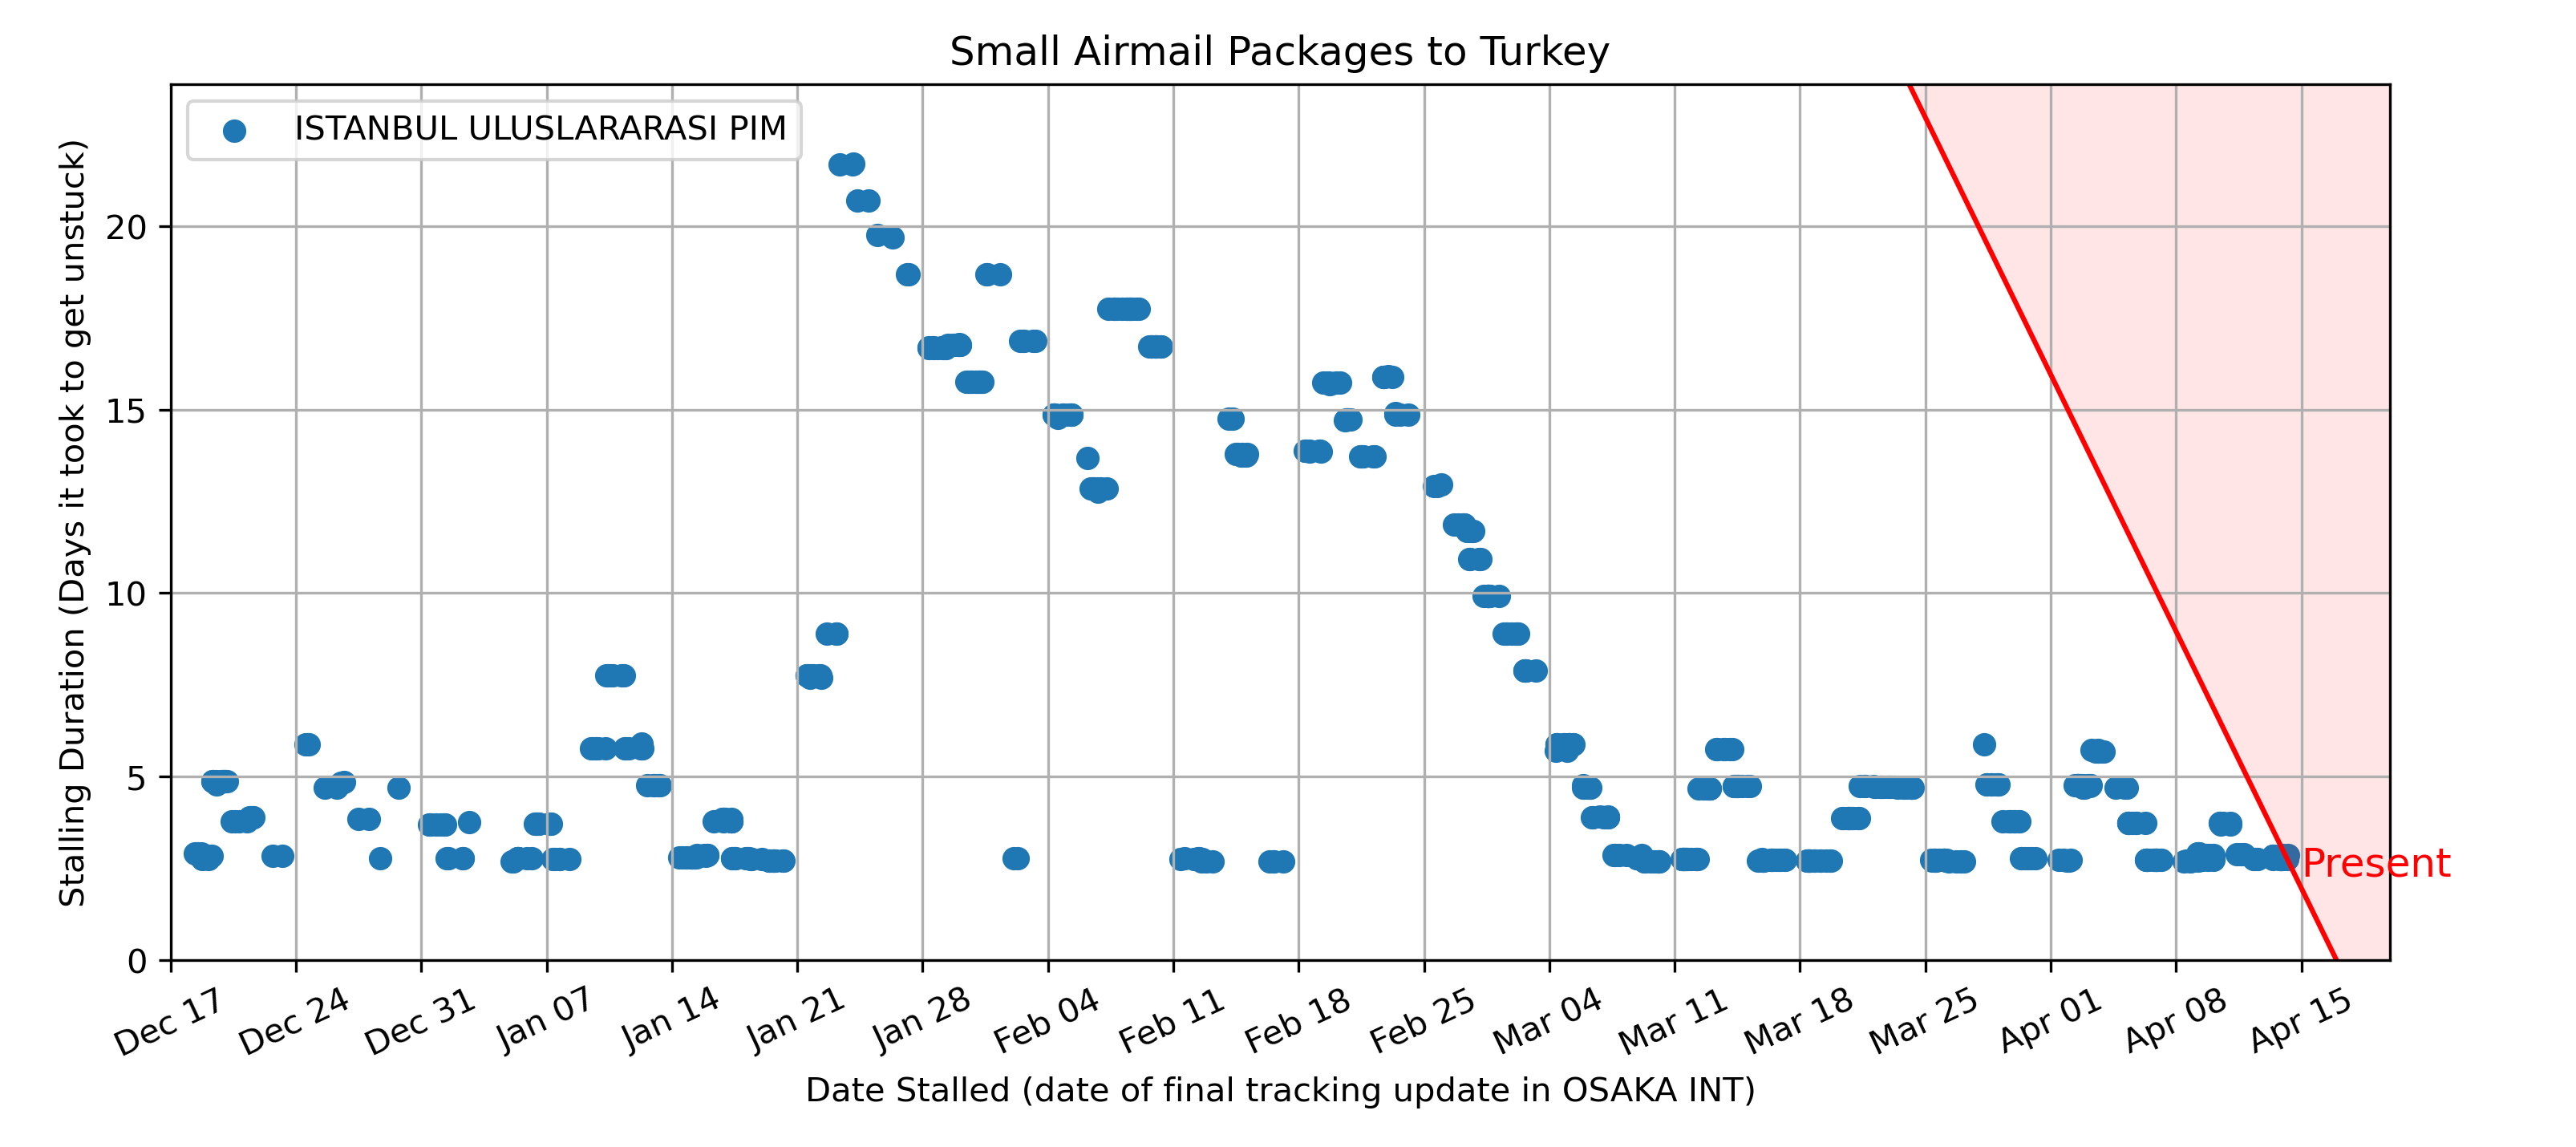 Small Airmail Packages to Turkey
ISTANBUL ULUSLARARASI PIM
Stalling Duration (Days it took to get unstuck)
20
15
10
5
0
Present
Dec 17
Dec 24
Dec 31
Jan 07
Jan 14
Jan 21
Jan 28
Feb 04
Feb 11
Feb 18
Feb 25
Mar 04
Mar 11
Mar 18
Mar 25
Apr 01
Apr 08
Apr 15
Date Stalled (date of final tracking update in OSAKA INT)